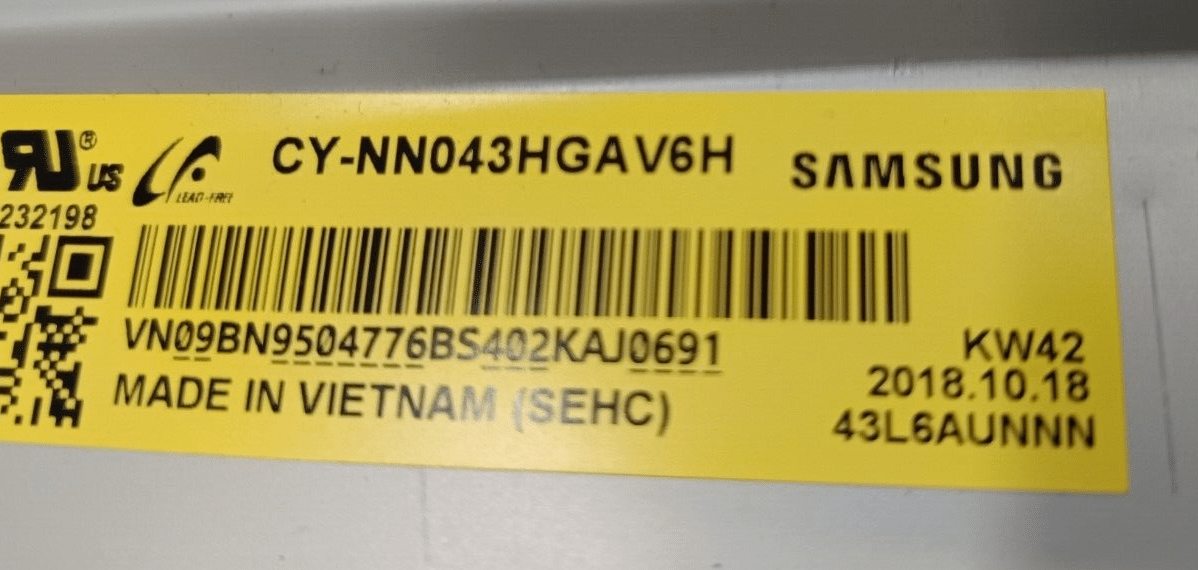 CY-NN043HGAV6H
SAMSUNG
® US
LEAD-FREE
232198
VN09BN9504776BS402KAJ0691
MADE IN VIETNAM (SEHC)
KW42
2018.10.18
43L6AUNNN